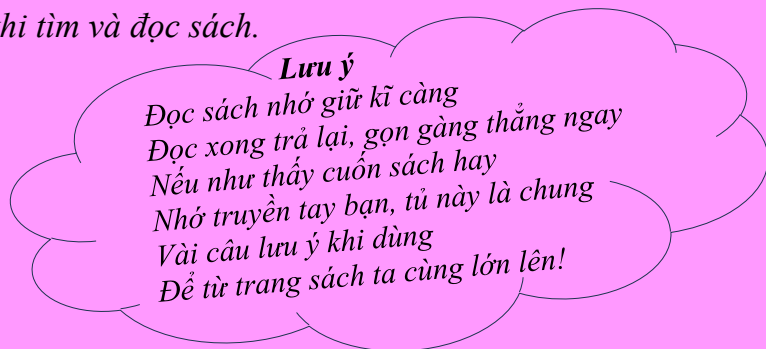 hi tìm và đọc sách.
Lưu ý
Đọc sách nhớ giữ kĩ càng
Đọc xong trả lại, gọn gàng thẳng ngay
Nếu như thấy cuốn sách hay
Nhớ truyền tay bạn, tủ này là chung
Vài câu lưu ý khi dùng
Để từ trang sách ta cùng lớn lên!